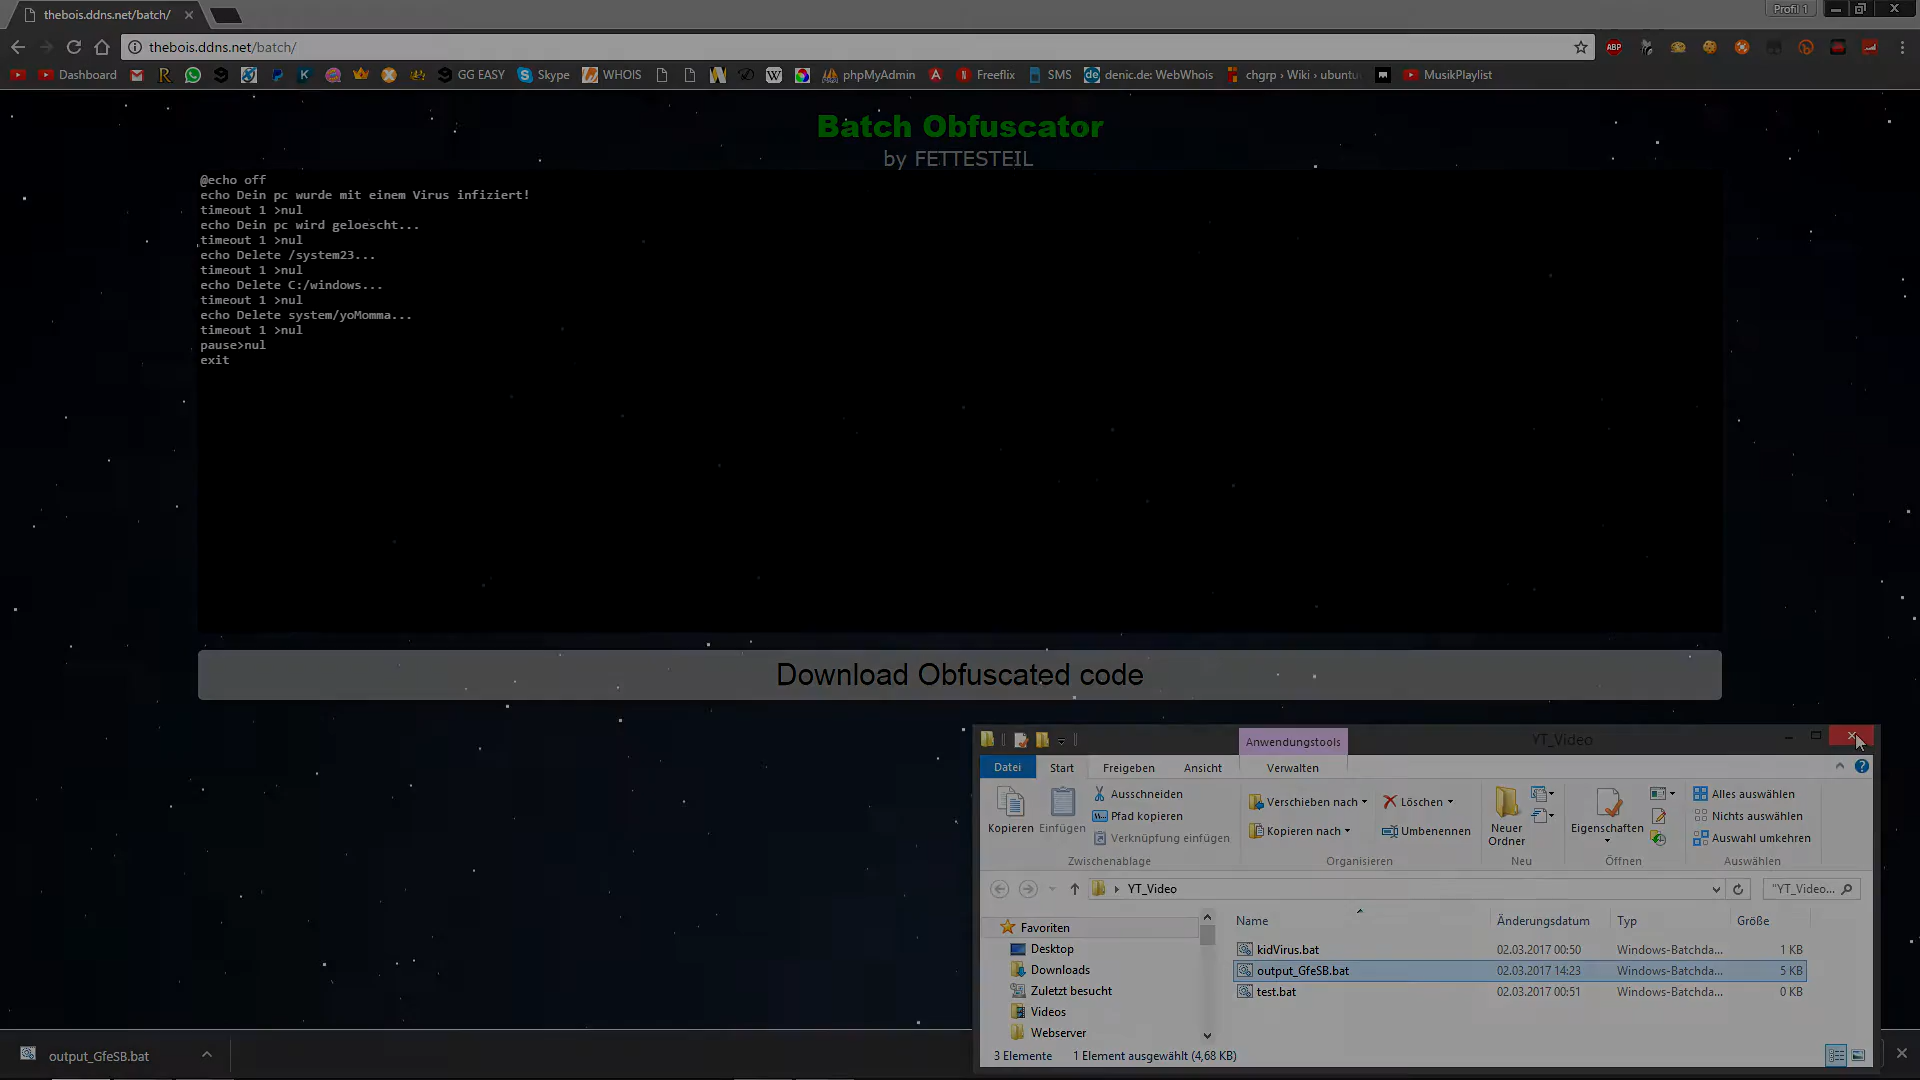 thebois.ddns.net/batch/
Profil 1
thebois.ddns.net/batch/
ABP
Dashboard
GG EASY
Skype
WHOIS
phpMyAdmin
Freeflix
SMS
denic.de: WebWhois
chgrp › Wiki › ubuntu
MusikPlaylist
Batch Obfuscator
by FETTESTEIL
@echo off
echo Dein pc wurde mit einem Virus infiziert!
timeout 1 >nul
echo Dein pc wird geloescht...
timeout 1 >nul
echo Delete /system23...
timeout 1 >nul
echo Delete C:/windows...
timeout 1 >nul
echo Delete system/yoMomma...
timeout 1 >nul
pause>nul
exit
Download Obfuscated code
Anwendungstools
YT_Video
Datei
Start
Freigeben
Ansicht
Verwalten
Kopieren
Einfügen
Ausschneiden
Pfad kopieren
Verknüpfung einfügen
Zwischenablage
Verschieben nach
Kopieren nach
Löschen
Umbenennen
Organisieren
Neuer
Ordner
Neu
Eigenschaften
Öffnen
Alles auswählen
Nichts auswählen
Auswahl umkehren
Auswählen
YT_Video
"YT_Video...
Favoriten
Desktop
Downloads
Zuletzt besucht
Videos
Webserver
Name Änderungsdatum Typ Größe
kidVirus.bat 02.03.2017 00:50 Windows-Batchda... 1 KB
output_GfeSB.bat 02.03.2017 14:23 Windows-Batchda... 5 KB
test.bat 02.03.2017 00:51 Windows-Batchda... 0 KB
3 Elemente 1 Element ausgewählt (4,68 KB)
output_GfeSB.bat